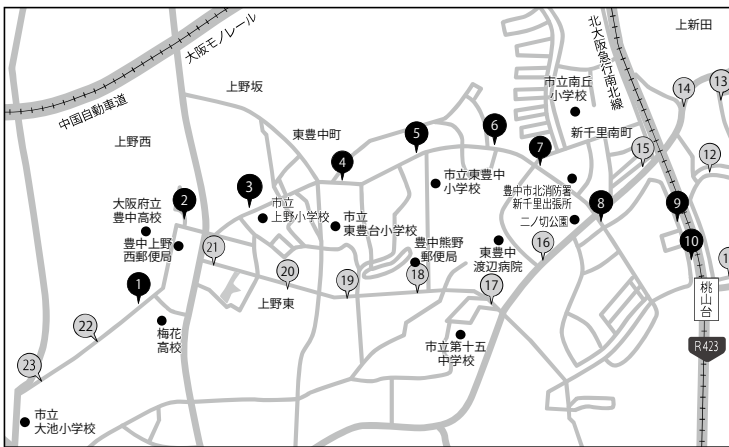 上新田
北大阪急行南北線
大阪モノレール
中国自動車道
上野坂
上野西
東豊中町
市立南丘
小学校
新千里南町
14
13
15
12
6
5
7
4
3
2
市立東豊中
小学校
豊中市北消防署
新千里出張所
二ノ切公園
8
9
10
大阪府立
豊中高校
豊中上野
西郵便局
市立
上野小学校
市立
東豊台小学校
豊中熊野
郵便局
東豊中
渡辺病院
16
21
20
19
18
17
上野東
1
22
23
梅花
高校
市立第十五
中学校
桃山台
R423
市立
大池小学校